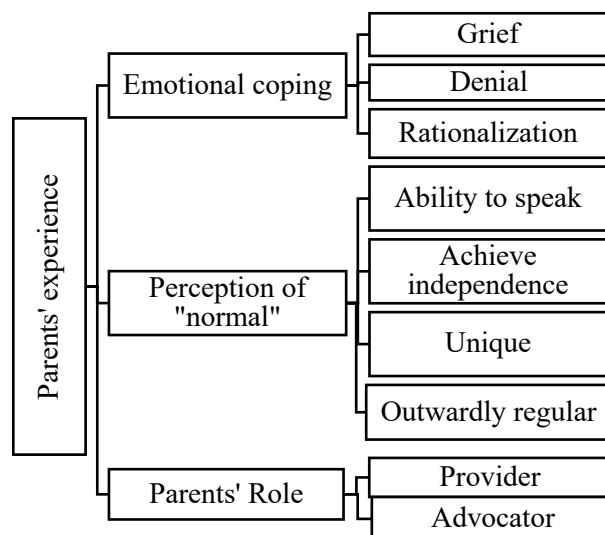 Parents' experience
Emotional coping
Grief
Denial
Rationalization
Perception of
"normal"
Ability to speak
Achieve
independence
Unique
Outwardly regular
Parents' Role
Provider
Advocator